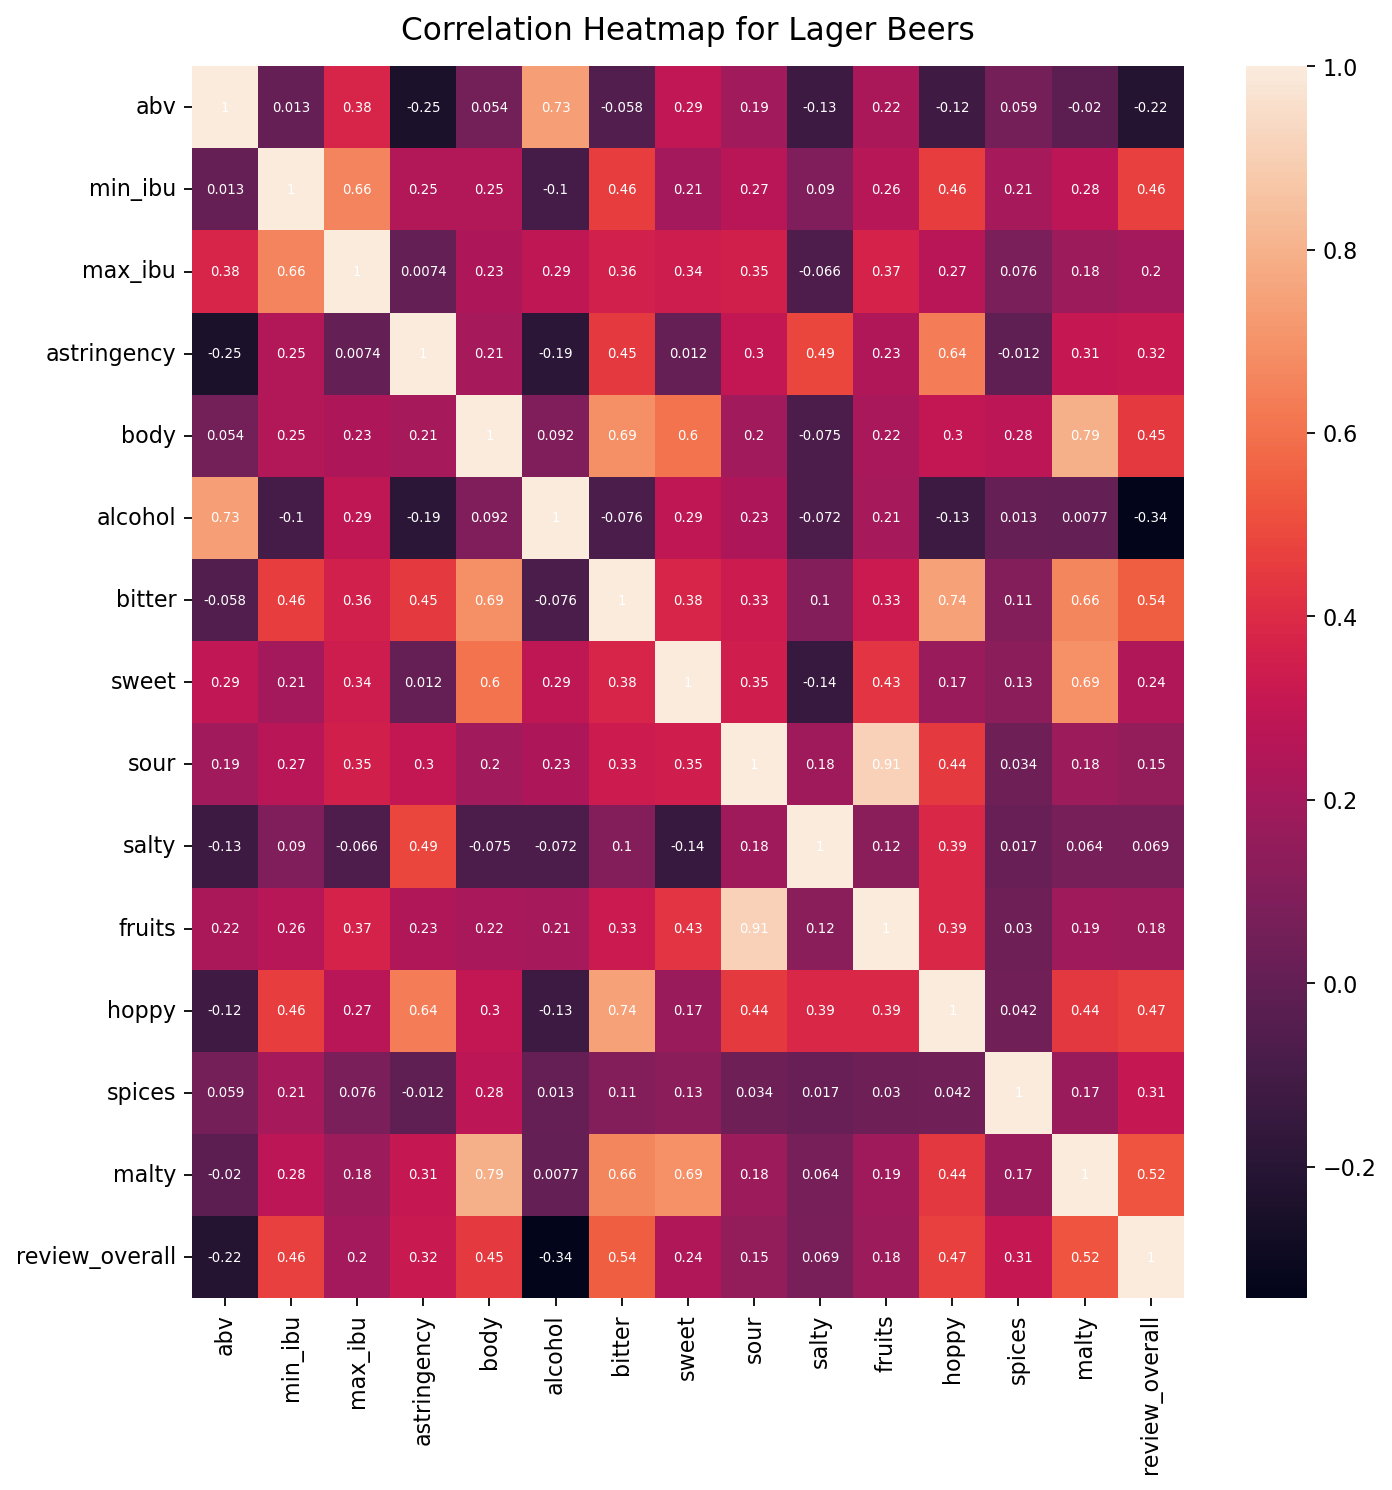 Correlation Heatmap for Lager Beers
abv 1 0.013 0.38 -0.25 0.054 0.73 -0.058 0.29 0.19 -0.13 0.22 -0.12 0.059 -0.02 -0.22
min_ibu 0.013 1 0.66 0.25 0.25 -0.1 0.46 0.21 0.27 0.09 0.26 0.46 0.21 0.28 0.46
max_ibu 0.38 0.66 1 0.0074 0.23 0.29 0.36 0.34 0.35 -0.066 0.37 0.27 0.076 0.18 0.2
astringency -0.25 0.25 0.0074 1 0.21 -0.19 0.45 0.012 0.3 0.49 0.23 0.64 -0.012 0.31 0.32
body 0.054 0.25 0.23 0.21 1 0.092 0.69 0.6 0.2 -0.075 0.22 0.3 0.28 0.79 0.45
alcohol 0.73 -0.1 0.29 -0.19 0.092 1 -0.076 0.29 0.23 -0.072 0.21 -0.13 0.013 0.0077 -0.34
bitter -0.058 0.46 0.36 0.45 0.69 -0.076 1 0.38 0.33 0.1 0.33 0.74 0.11 0.66 0.54
sweet 0.29 0.21 0.34 0.012 0.6 0.29 0.38 1 0.35 -0.14 0.43 0.17 0.13 0.69 0.24
sour 0.19 0.27 0.35 0.3 0.2 0.23 0.33 0.35 1 0.18 0.91 0.44 0.034 0.18 0.15
salty -0.13 0.09 -0.066 0.49 -0.075 -0.072 0.1 -0.14 0.18 1 0.12 0.39 0.017 0.064 0.069
fruits 0.22 0.26 0.37 0.23 0.22 0.21 0.33 0.43 0.91 0.12 1 0.39 0.03 0.19 0.18
hoppy -0.12 0.46 0.27 0.64 0.3 -0.13 0.74 0.17 0.44 0.39 0.39 1 0.042 0.44 0.47
spices 0.059 0.21 0.076 -0.012 0.28 0.013 0.11 0.13 0.034 0.017 0.03 0.042 1 0.17 0.31
malty -0.02 0.28 0.18 0.31 0.79 0.0077 0.66 0.69 0.18 0.064 0.19 0.44 0.17 1 0.52
review_overall -0.22 0.46 0.2 0.32 0.45 -0.34 0.54 0.24 0.15 0.069 0.18 0.47 0.31 0.52 1
abv min_ibu max_ibu astringency body alcohol bitter sweet sour salty fruits hoppy spices malty review_overall
1.0
0.8
0.6
0.4
0.2
0.0
−0.2